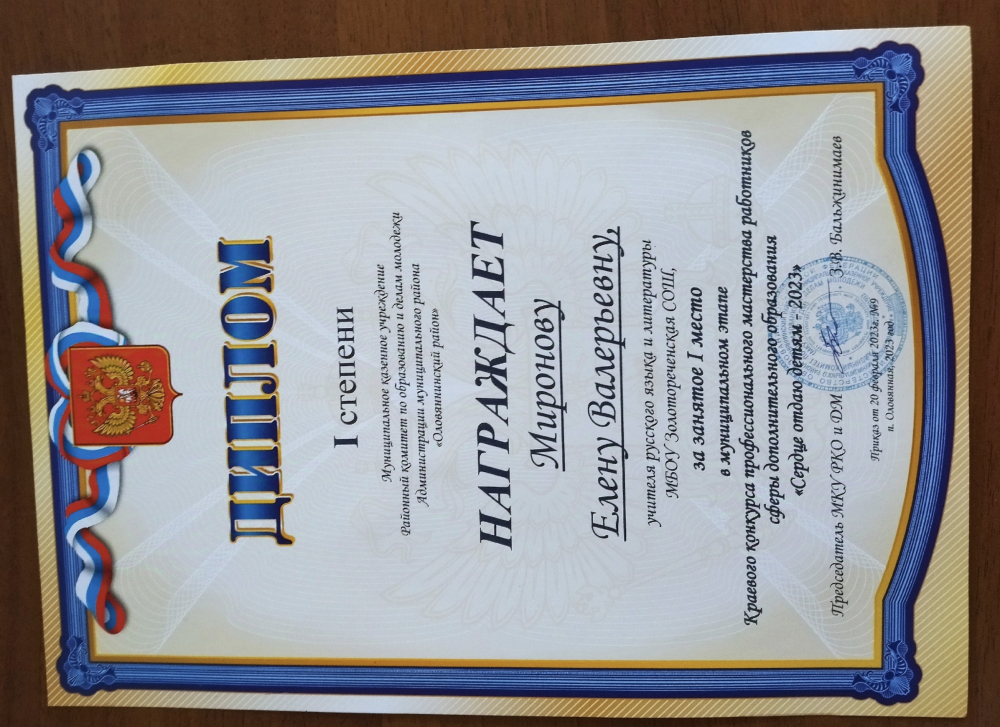 ДИПЛОМ
I степени
Муниципальное казенное учреждение
Районный комитет по образованию и делам молодежи
Администрации муниципального района
«Оловяннинский район»
НАГРАЖДАЕТ
Миронову
Елену Валерьевну,
учителя русского языка и литературы
МБОУ Золотореченская СОШ,
за занятое I место
в муниципальном этапе
Краевого конкурса профессионального мастерства работников
сферы дополнительного образования
«Сердце отдаю детям - 2023»
Председатель МКУ РКО и ДМ З.В. Бальжинимаев
Приказ от 20 февраля 2023г. №9
п. Оловянная, 2023 год